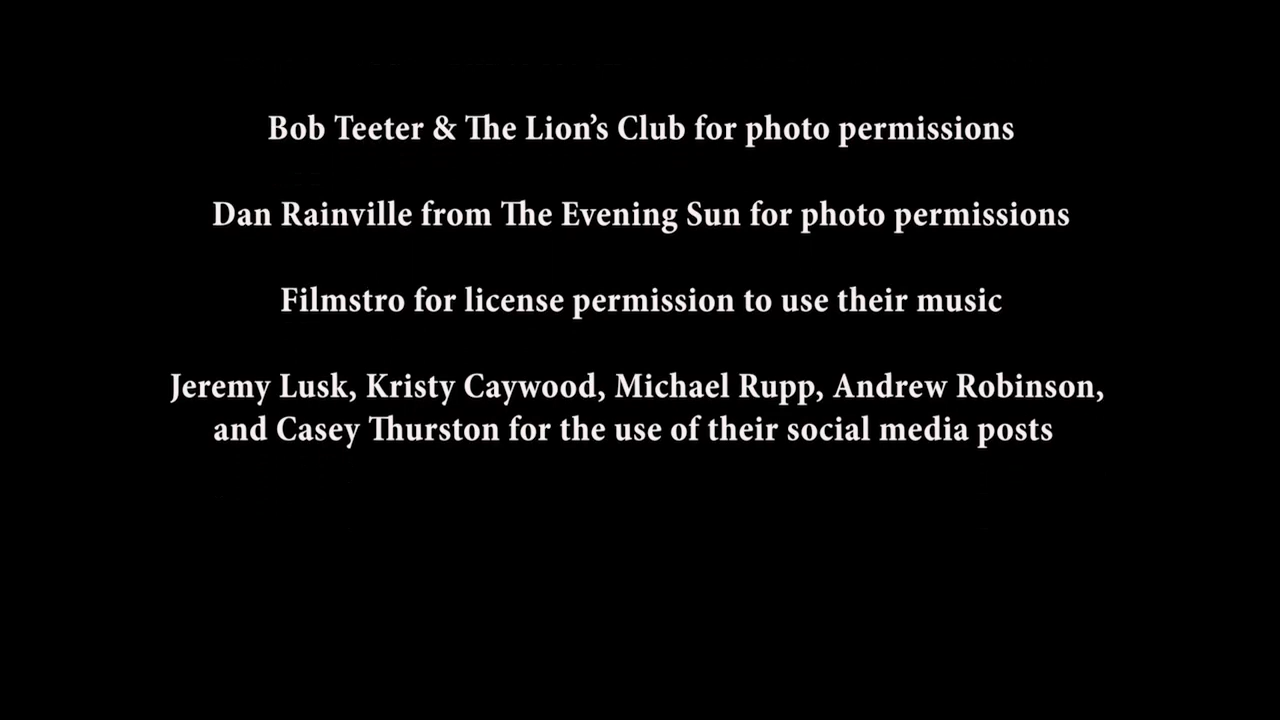 Bob Teeter & The Lion’s Club for photo permissions
Dan Rainville from The Evening Sun for photo permissions
Filmstro for license permission to use their music
Jeremy Lusk, Kristy Caywood, Michael Rupp, Andrew Robinson,
and Casey Thurston for the use of their social media posts